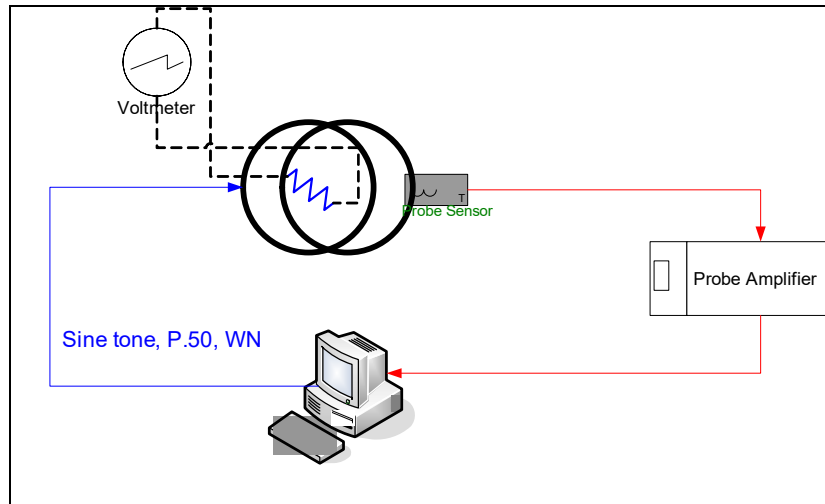 Voltmeter
T
Probe Sensor
Probe Amplifier
Sine tone, P.50, WN